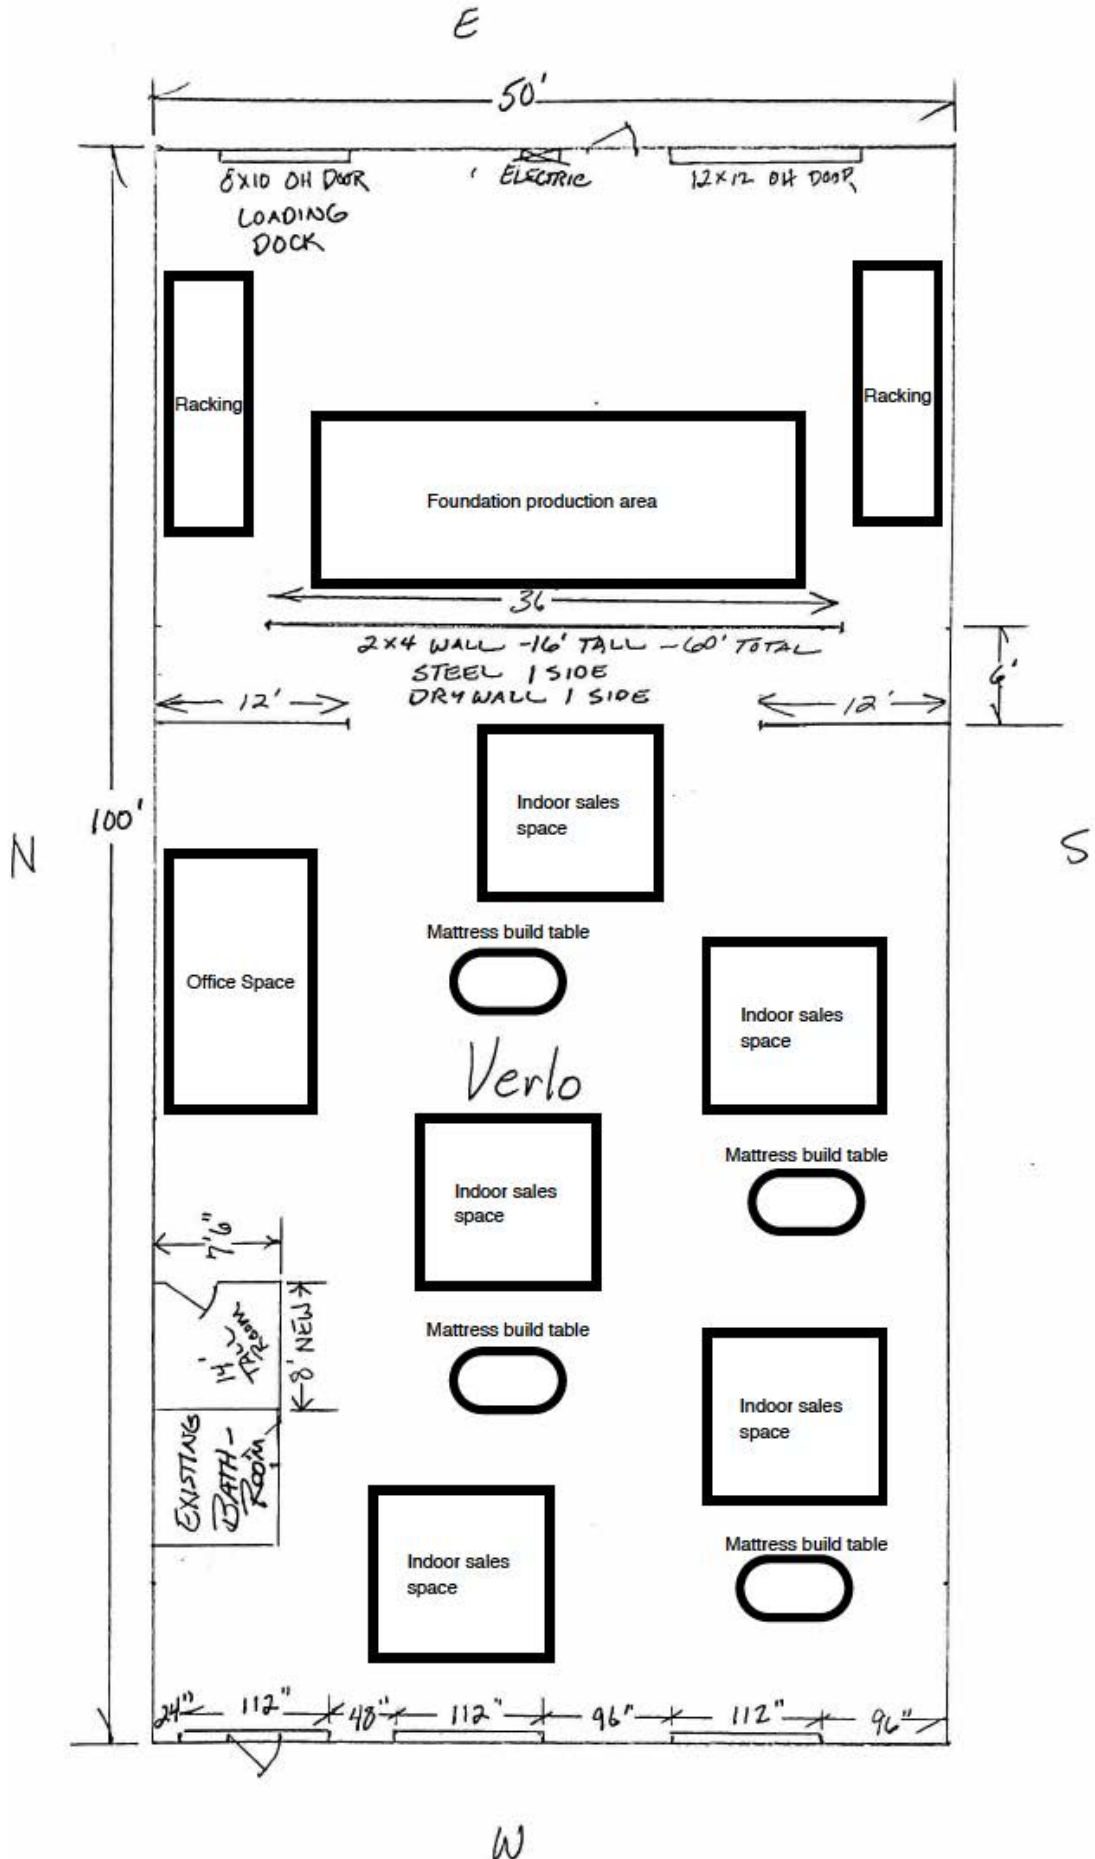 E
50'
8X10 OH DOOR
LOADING
DOCK
ELECTRIC
12X12 OH DOOR
Racking
Racking
Foundation production area
36
2X4 WALL -16' TALL -60' TOTAL
STEEL 1 SIDE
DRYWALL 1 SIDE
12'
12'
6'
Indoor sales
space
100'
N
S
Mattress build table
Office Space
Indoor sales
space
Verlo
Mattress build table
Indoor sales
space
7'6"
14'
TALL
ROOM
8' NEW
Mattress build table
Indoor sales
space
EXISTING
BATH-
ROOM
Mattress build table
Indoor sales
space
24" 112" 48" 112" 96" 112" 96"
W